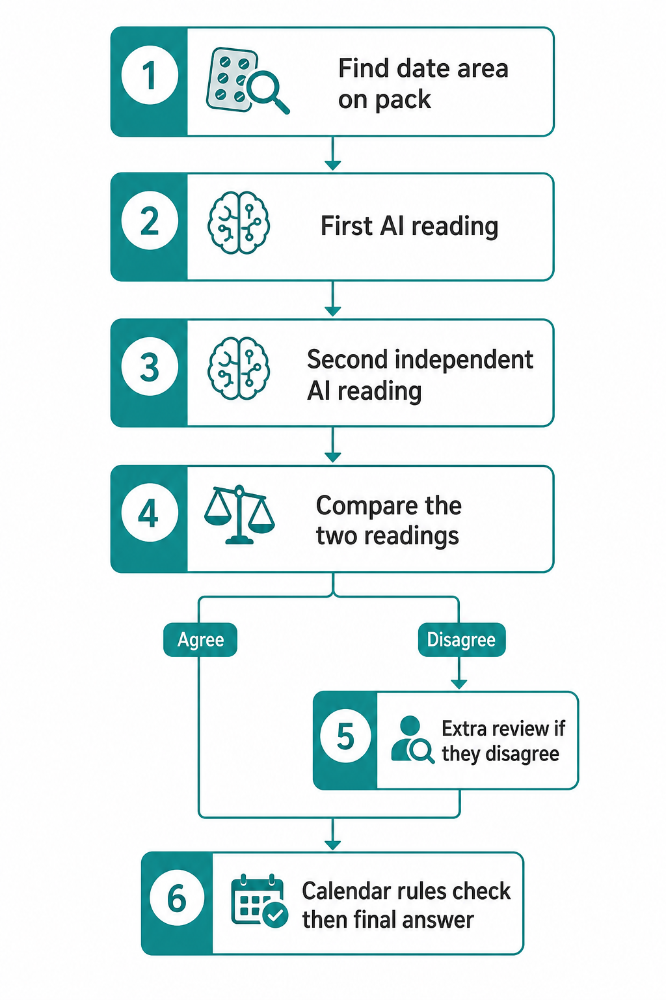 1
Find date area
on pack
2
First AI reading
3
Second independent
AI reading
4
Compare the
two readings
Agree
Disagree
5
Extra review if
they disagree
6
Calendar rules check
then final answer